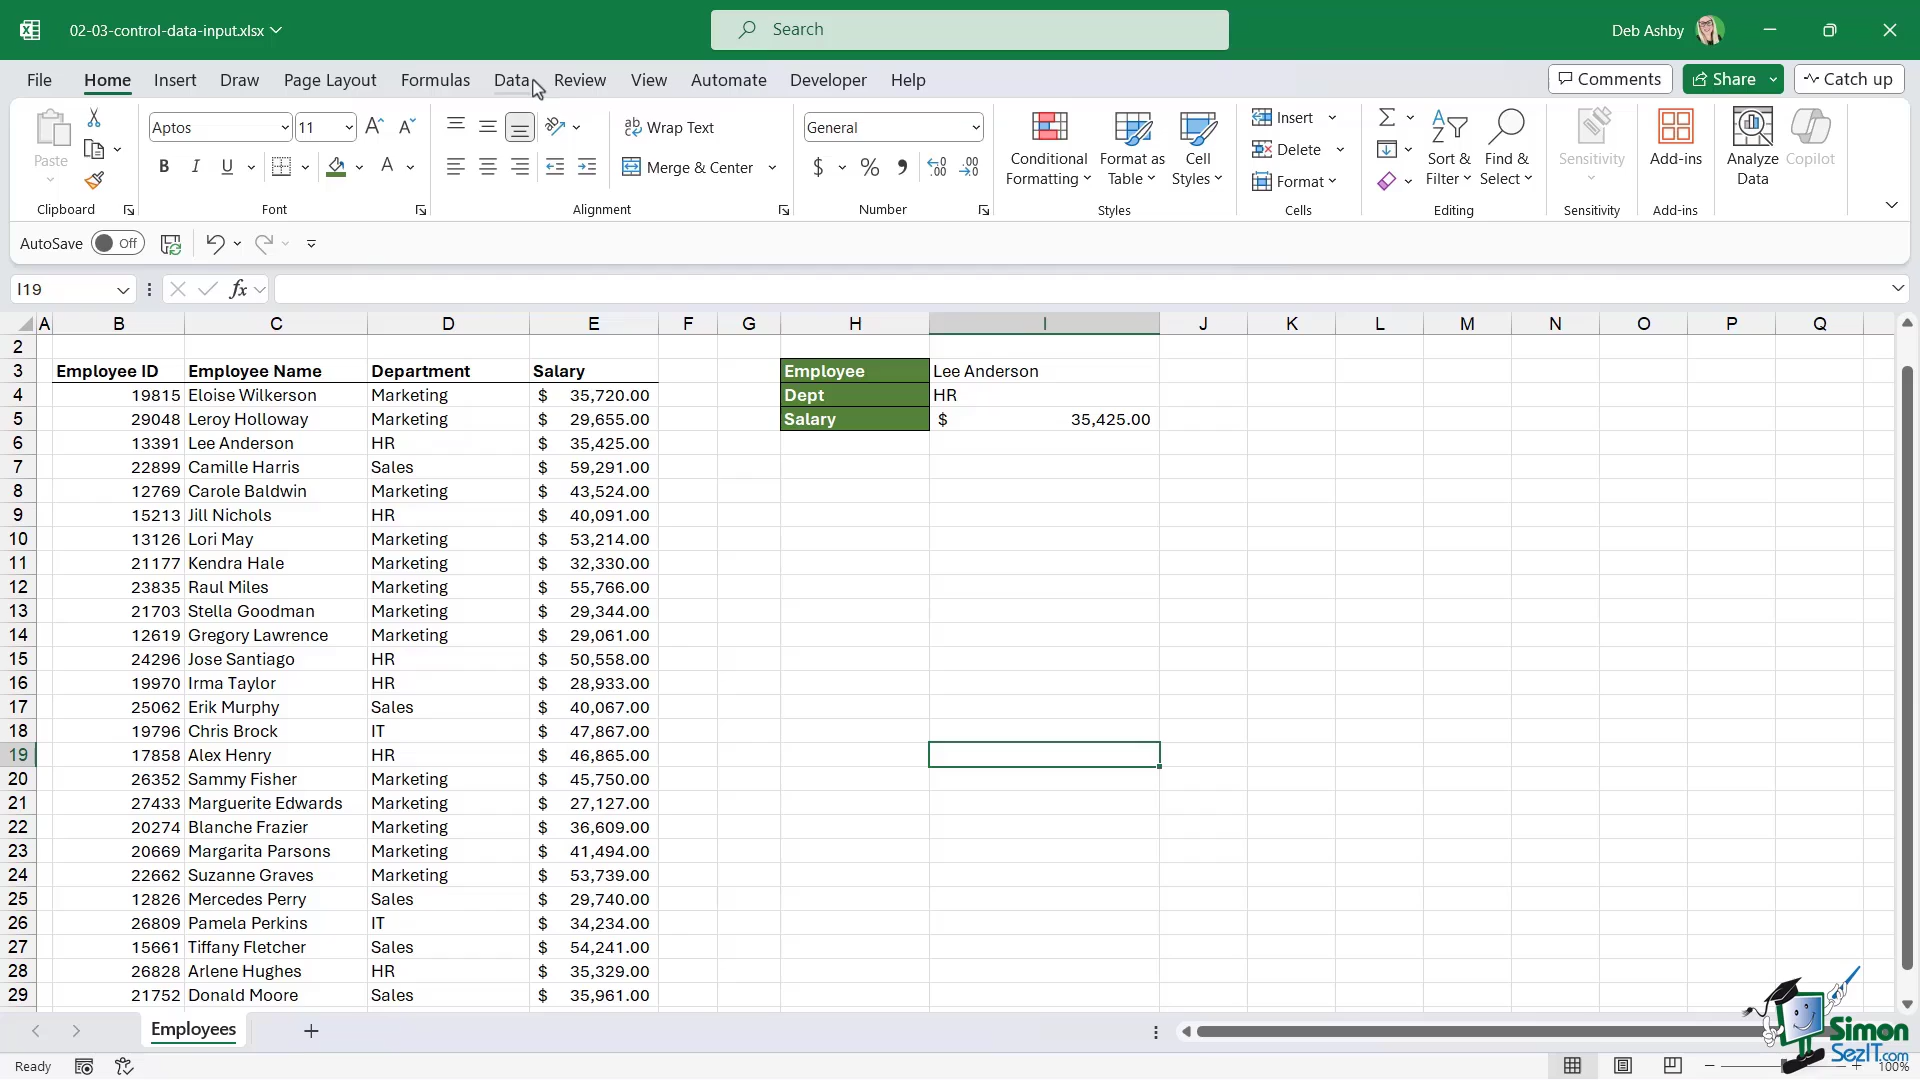 02-03-control-data-input.xlsx
Search
Deb Ashby
File Home Insert Draw Page Layout Formulas Data Review View Automate Developer Help
Comments Share Catch up
Paste
Clipboard
Aptos 11
B I U A
Font
Wrap Text
Merge & Center
Alignment
General
$ % 9 .00 .00
Number
Conditional Formatting
Format as Table
Cell Styles
Styles
Insert
Delete
Format
Cells
Sort & Filter
Find & Select
Editing
Sensitivity
Sensitivity
Add-ins
Add-ins
Analyze Data
Copilot
AutoSave Off
I19 fx
A B C D E F G H I J K L M N O P Q
2
3 Employee ID Employee Name Department Salary Employee Lee Anderson
4 19815 Eloise Wilkerson Marketing $ 35,720.00 Dept HR
5 29048 Leroy Holloway Marketing $ 29,655.00 Salary $ 35,425.00
6 13391 Lee Anderson HR $ 35,425.00
7 22899 Camille Harris Sales $ 59,291.00
8 12769 Carole Baldwin Marketing $ 43,524.00
9 15213 Jill Nichols HR $ 40,091.00
10 13126 Lori May Marketing $ 53,214.00
11 21177 Kendra Hale Marketing $ 32,330.00
12 23835 Raul Miles Marketing $ 55,766.00
13 21703 Stella Goodman Marketing $ 29,344.00
14 12619 Gregory Lawrence Marketing $ 29,061.00
15 24296 Jose Santiago HR $ 50,558.00
16 19970 Irma Taylor HR $ 28,933.00
17 25062 Erik Murphy Sales $ 40,067.00
18 19796 Chris Brock IT $ 47,867.00
19 17858 Alex Henry HR $ 46,865.00
20 26352 Sammy Fisher Marketing $ 45,750.00
21 27433 Marguerite Edwards Marketing $ 27,127.00
22 20274 Blanche Frazier Marketing $ 36,609.00
23 20669 Margarita Parsons Marketing $ 41,494.00
24 22662 Suzanne Graves Marketing $ 53,739.00
25 12826 Mercedes Perry Sales $ 29,740.00
26 26809 Pamela Perkins IT $ 34,234.00
27 15661 Tiffany Fletcher Sales $ 54,241.00
28 26828 Arlene Hughes HR $ 35,329.00
29 21752 Donald Moore Sales $ 35,961.00
Employees
Simon
SezIT.com
Ready
100%